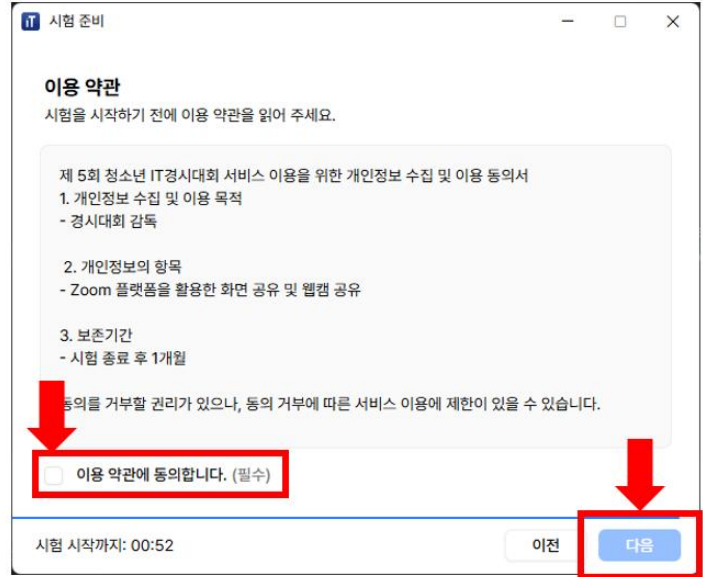 iT 시험 준비
이용 약관
시험을 시작하기 전에 이용 약관을 읽어 주세요.
제 5회 청소년 IT경시대회 서비스 이용을 위한 개인정보 수집 및 이용 동의서
1. 개인정보 수집 및 이용 목적
- 경시대회 감독
2. 개인정보의 항목
- Zoom 플랫폼을 활용한 화면 공유 및 웹캠 공유
3. 보존기간
- 시험 종료 후 1개월
동의를 거부할 권리가 있으나, 동의 거부에 따른 서비스 이용에 제한이 있을 수 있습니다.
이용 약관에 동의합니다. (필수)
시험 시작까지: 00:52
이전
다음